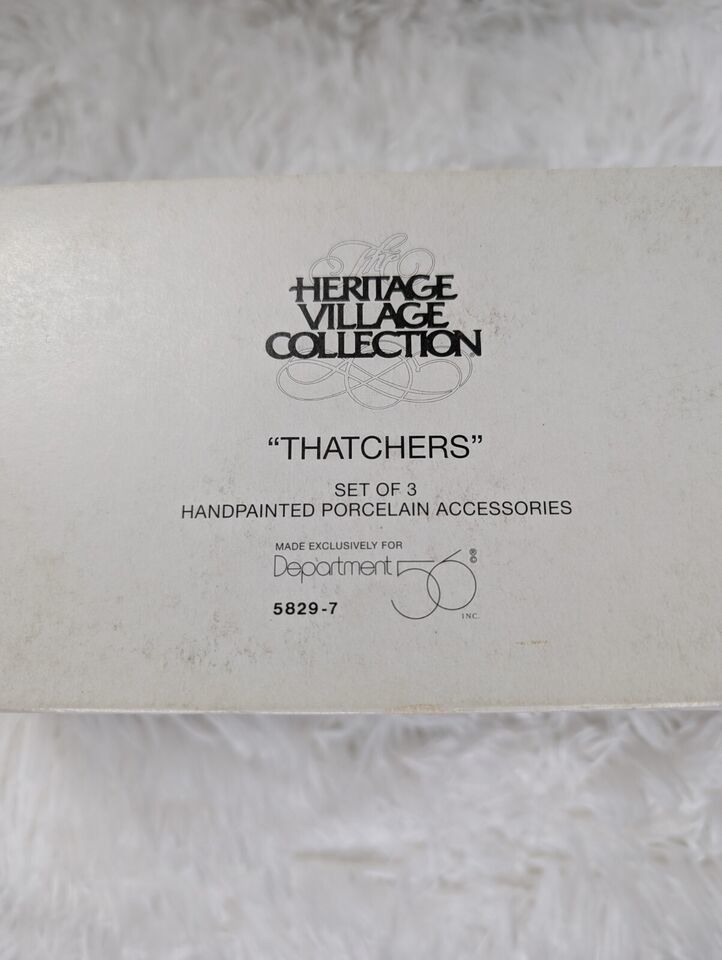 The
HERITAGE
VILLAGE
COLLECTION®
“THATCHERS”
SET OF 3
HANDPAINTED PORCELAIN ACCESSORIES
MADE EXCLUSIVELY FOR
Department 56 ® ©
INC.
5829-7